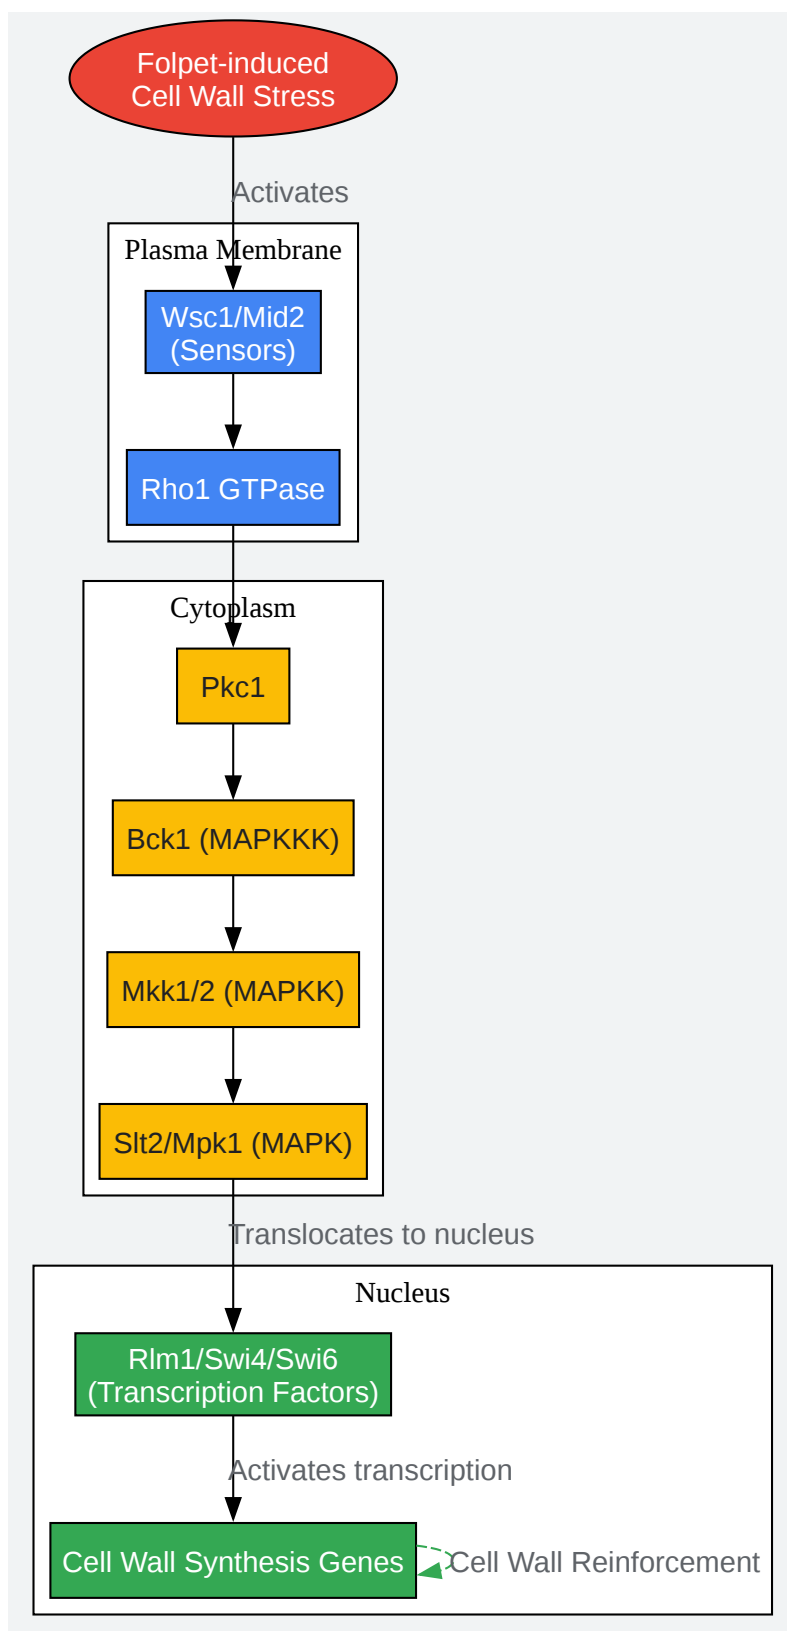 Folpet-induced
Cell Wall Stress
Activates
Plasma Membrane
Wsc1/Mid2
(Sensors)
Rho1 GTPase
Cytoplasm
Pkc1
Bck1 (MAPKKK)
Mkk1/2 (MAPKK)
Slt2/Mpk1 (MAPK)
Translocates to nucleus
Nucleus
Rlm1/Swi4/Swi6
(Transcription Factors)
Activates transcription
Cell Wall Synthesis Genes
Cell Wall Reinforcement